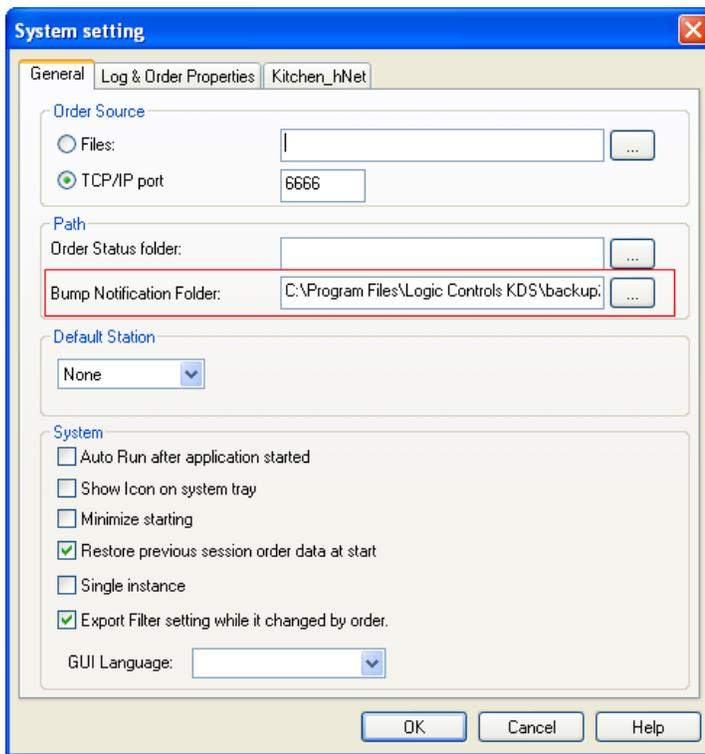 System setting
General Log & Order Properties Kitchen_hNet
Order Source
Files: ...
TCP/IP port 6666
Path
Order Status folder: ...
Bump Notification Folder: C:\Program Files\Logic Controls KDS\backup ...
Default Station
None
System
Auto Run after application started
Show Icon on system tray
Minimize starting
Restore previous session order data at start
Single instance
Export Filter setting while it changed by order.
GUI Language:
OK Cancel Help